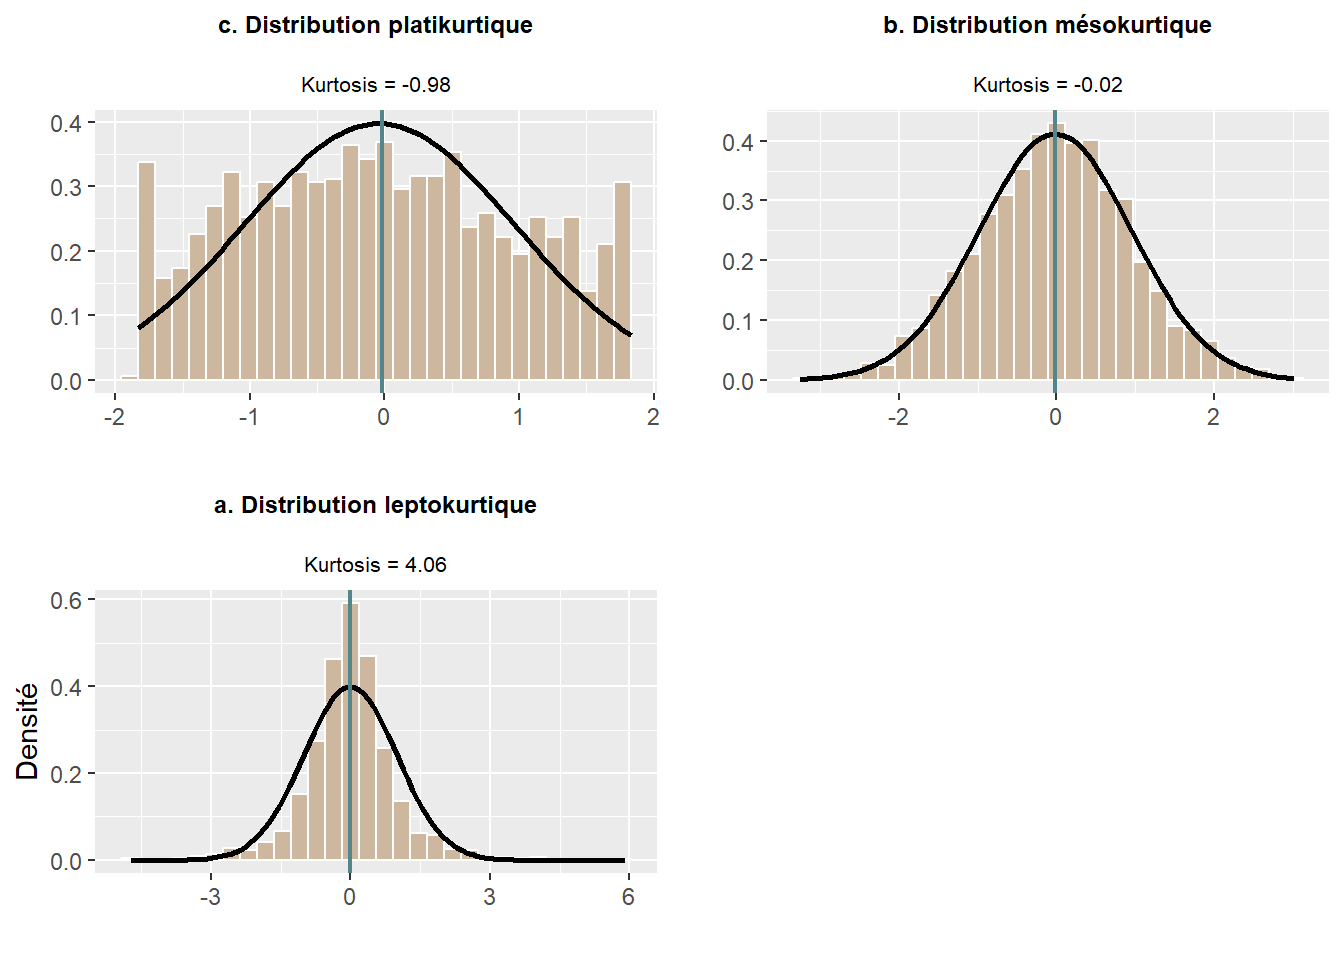 c. Distribution platikurtique
Kurtosis = -0.98
0.4
0.3
0.2
0.1
0.0
-2 -1 0 1 2
b. Distribution mésokurtique
Kurtosis = -0.02
0.4
0.3
0.2
0.1
0.0
-2 0 2
a. Distribution leptokurtique
Kurtosis = 4.06
Densité
0.6
0.4
0.2
0.0
-3 0 3 6